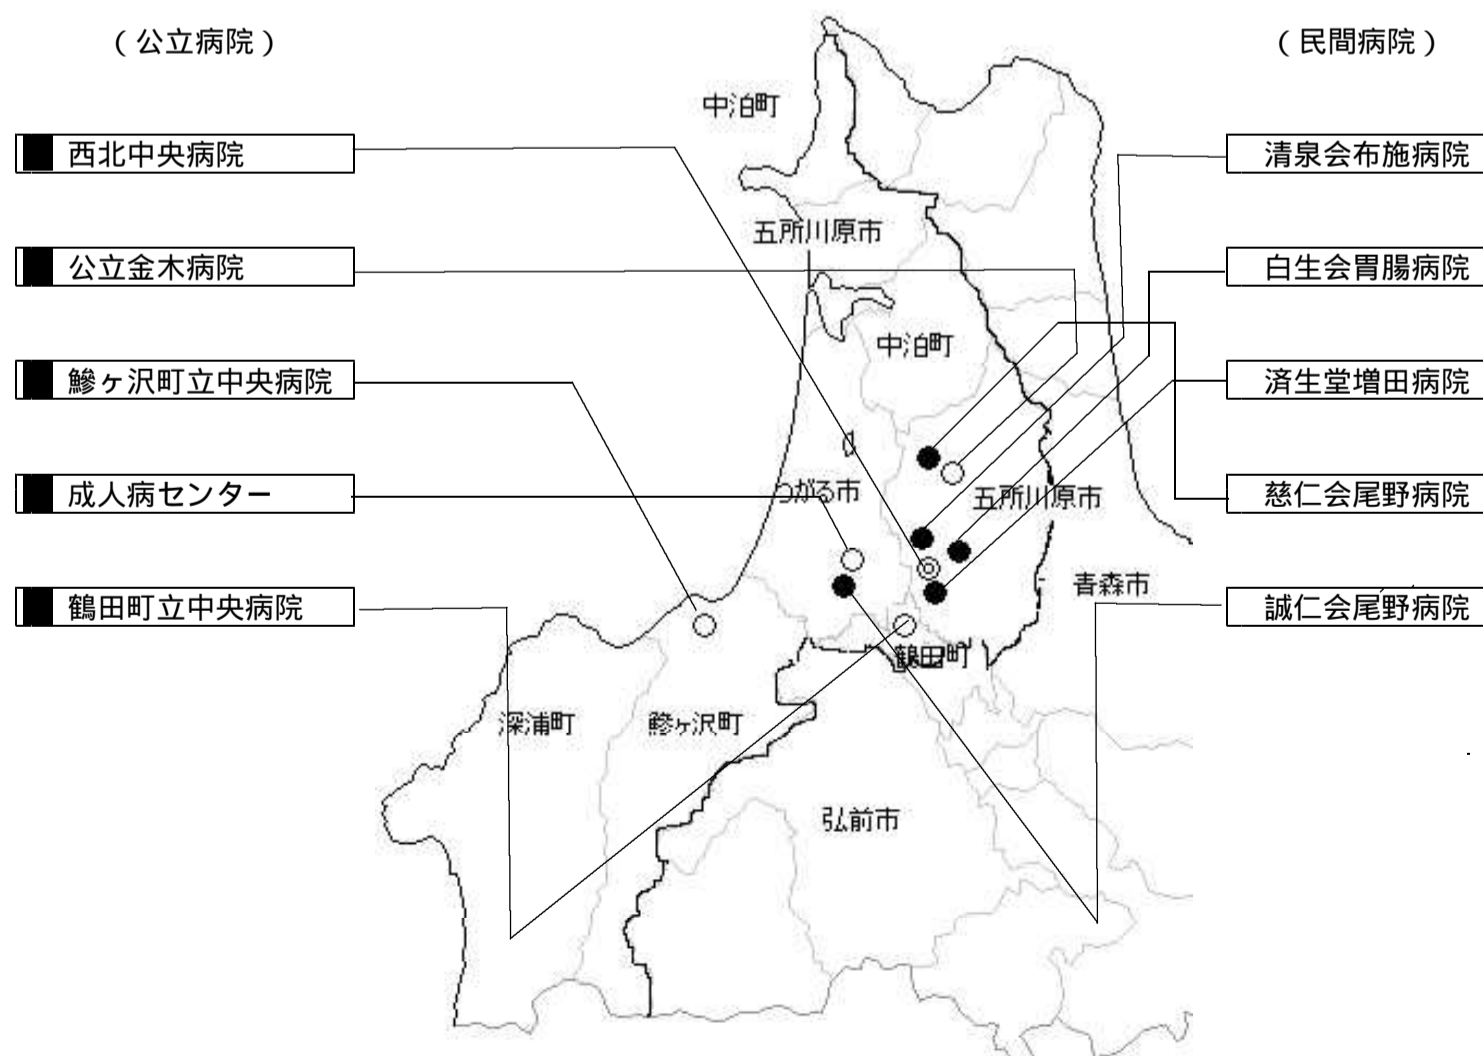 （公立病院）
（民間病院）
西北中央病院
公立金木病院
鰺ヶ沢町立中央病院
成人病センター
鶴田町立中央病院
中泊町
五所川原市
中泊町
つがる市
五所川原市
青森市
鶴田町
深浦町
鰺ヶ沢町
弘前市
清泉会布施病院
白生会胃腸病院
済生堂増田病院
慈仁会尾野病院
誠仁会尾野病院